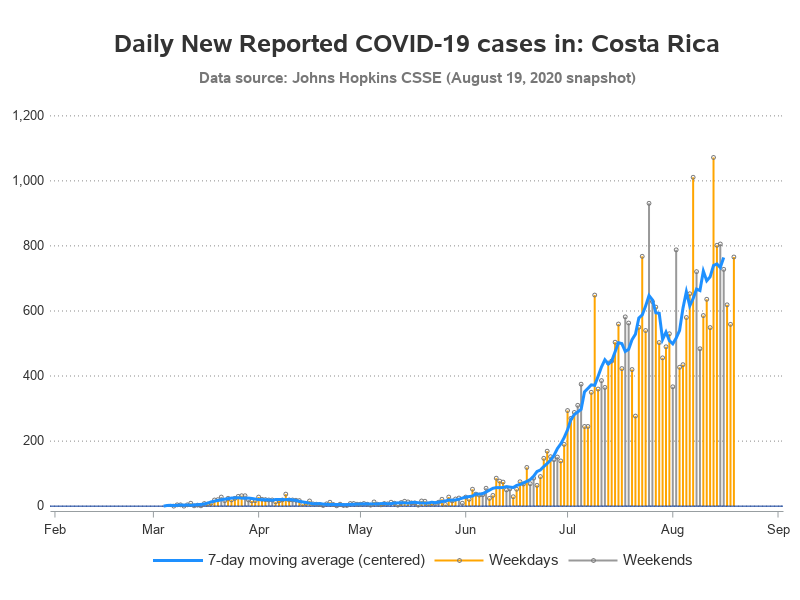 Daily New Reported COVID-19 cases in: Costa Rica
Data source: Johns Hopkins CSSE (August 19, 2020 snapshot)
1,200
1,000
800
600
400
200
0
Feb Mar Apr May Jun Jul Aug Sep
7-day moving average (centered) Weekdays Weekends